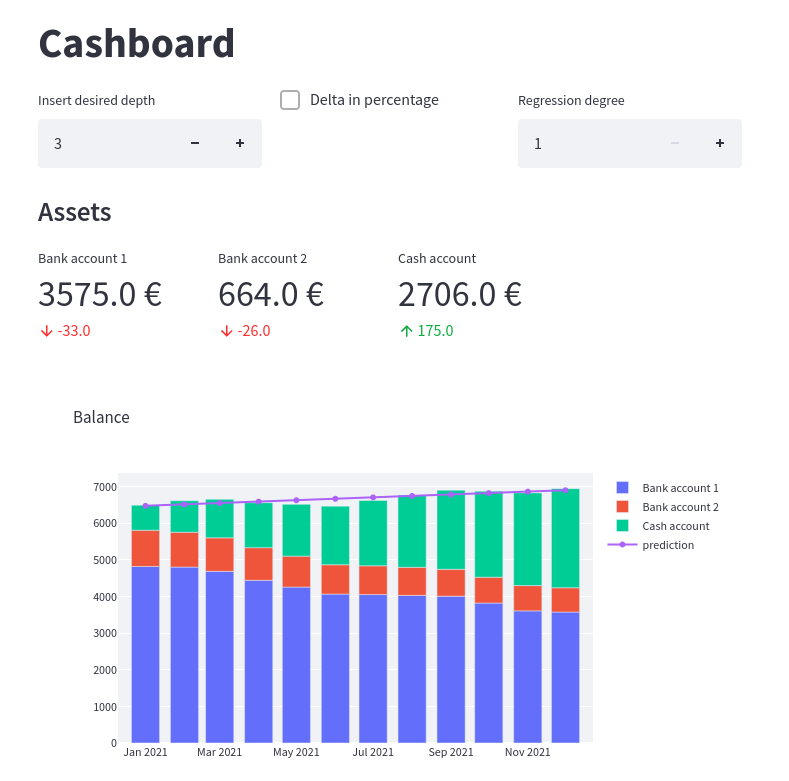 Cashboard
Insert desired depth
Delta in percentage
Regression degree
3
1
Assets
Bank account 1
Bank account 2
Cash account
3575.0 €
664.0 €
2706.0 €
-33.0
-26.0
175.0
Balance
7000
6000
5000
4000
3000
2000
1000
0
Jan 2021
Mar 2021
May 2021
Jul 2021
Sep 2021
Nov 2021
Bank account 1
Bank account 2
Cash account
prediction